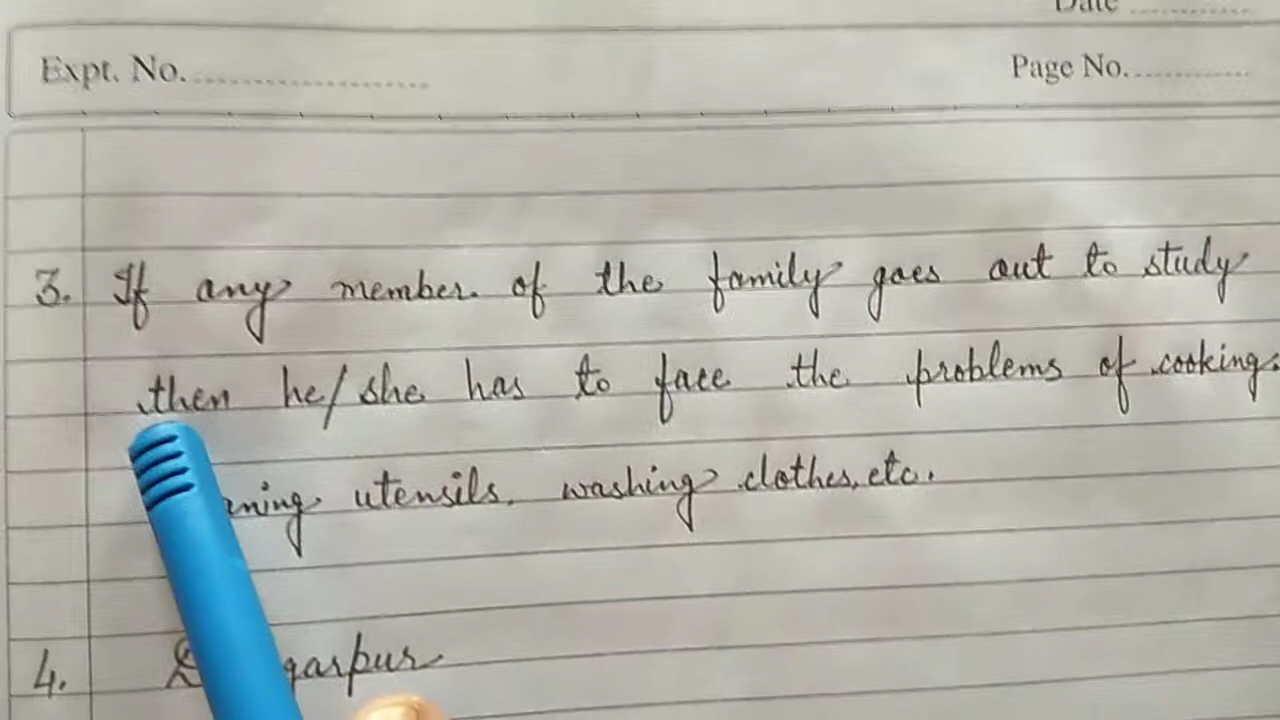 Date ............
Expt. No. ............................
Page No. ..............
3. If any member of the family goes out to study
then he/she has to face the problems of cooking,
utensils, washing clothes, etc.
4.